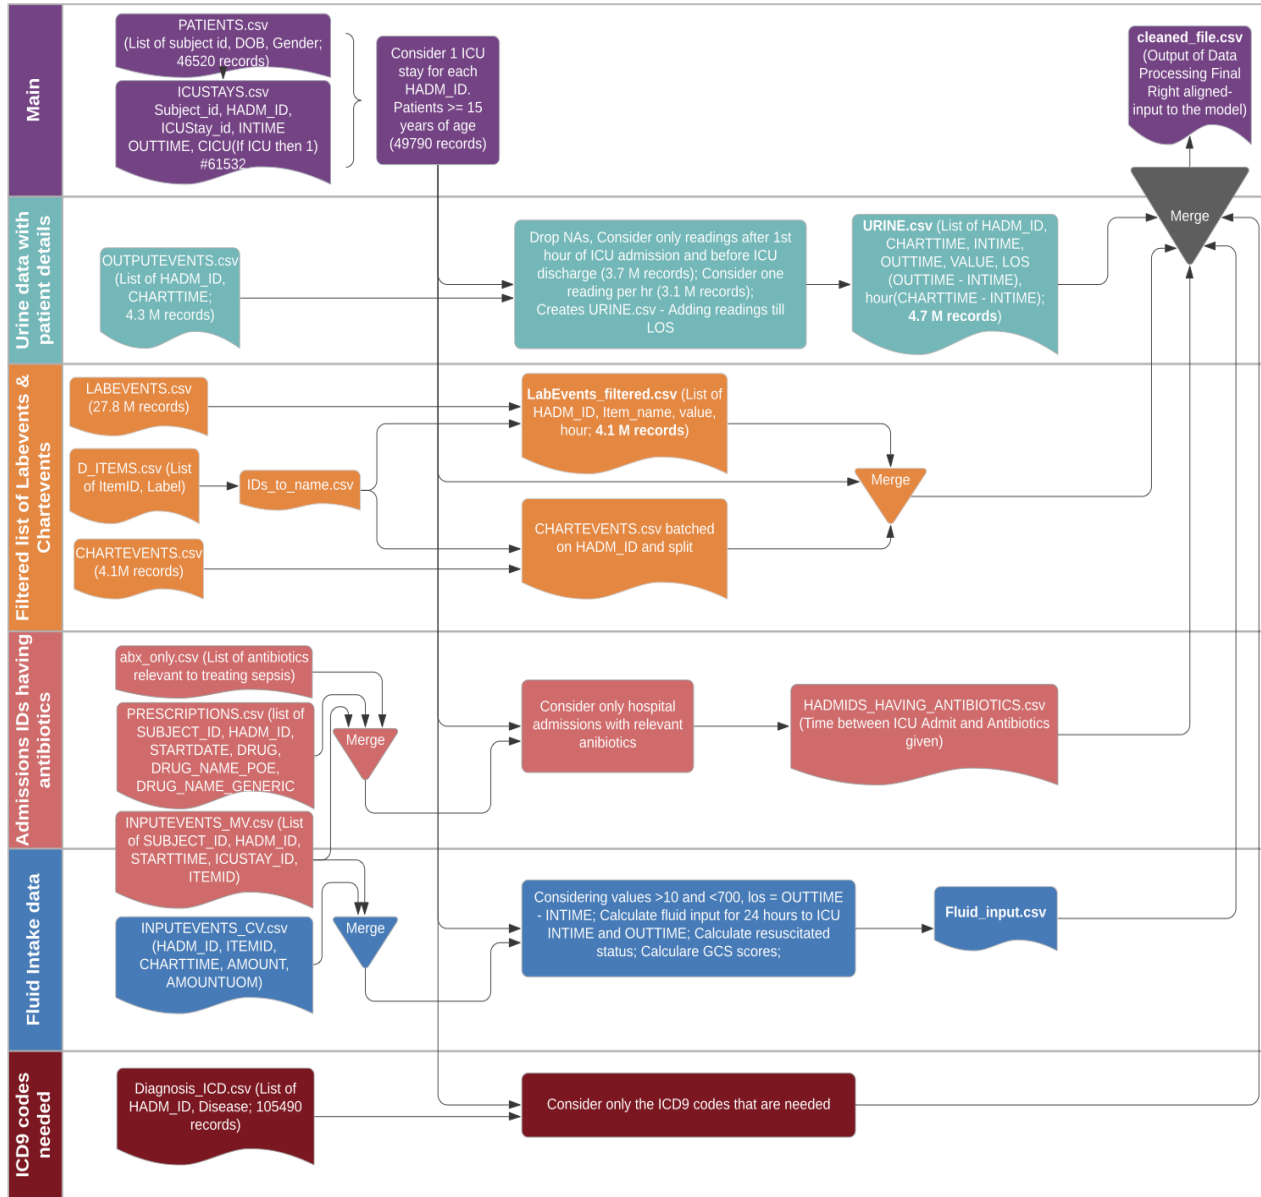 Main
PATIENTS.csv
(List of subject id, DOB, Gender;
46520 records)
ICUSTAYS.csv
Subject_id, HADM_ID,
ICUStay_id, INTIME
OUTTIME, CICU(If ICU then 1)
#61532
Consider 1 ICU
stay for each
HADM_ID.
Patients >= 15
years of age
(49790 records)
cleaned_file.csv
(Output of Data
Processing Final
Right aligned-
input to the model)
Merge
Urine data with
patient details
OUTPUTEVENTS.csv
(List of HADM_ID,
CHARTTIME;
4.3 M records)
Drop NAs, Consider only readings after 1st
hour of ICU admission and before ICU
discharge (3.7 M records); Consider one
reading per hr (3.1 M records);
Creates URINE.csv - Adding readings till
LOS
URINE.csv (List of HADM_ID,
CHARTTIME, INTIME,
OUTTIME, VALUE, LOS
(OUTTIME - INTIME),
hour(CHARTTIME - INTIME);
4.7 M records)
Filtered list of Labevents &
Chartevents
LABEVENTS.csv
(27.8 M records)
D_ITEMS.csv (List
of ItemID, Label)
IDs_to_name.csv
CHARTEVENTS.csv
(4.1M records)
LabEvents_filtered.csv (List of
HADM_ID, Item_name, value,
hour; 4.1 M records)
CHARTEVENTS.csv batched
on HADM_ID and split
Merge
Admissions IDs having
antibiotics
abx_only.csv (List of antibiotics
relevant to treating sepsis)
PRESCRIPTIONS.csv (list of
SUBJECT_ID, HADM_ID,
STARTDATE, DRUG,
DRUG_NAME_POE,
DRUG_NAME_GENERIC
INPUTEVENTS_MV.csv (List
of SUBJECT_ID, HADM_ID,
STARTTIME, ICUSTAY_ID,
ITEMID)
Merge
Consider only hospital
admissions with relevant
anibiotics
HADMIDS_HAVING_ANTIBIOTICS.csv
(Time between ICU Admit and Antibiotics
given)
Fluid Intake data
INPUTEVENTS_CV.csv
(HADM_ID, ITEMID,
CHARTTIME, AMOUNT,
AMOUNTUOM)
Merge
Considering values >10 and <700, los = OUTTIME
- INTIME; Calculate fluid input for 24 hours to ICU
INTIME and OUTTIME; Calculate resuscitated
status; Calculare GCS scores;
Fluid_input.csv
ICD9 codes
needed
Diagnosis_ICD.csv (List of
HADM_ID, Disease; 105490
records)
Consider only the ICD9 codes that are needed